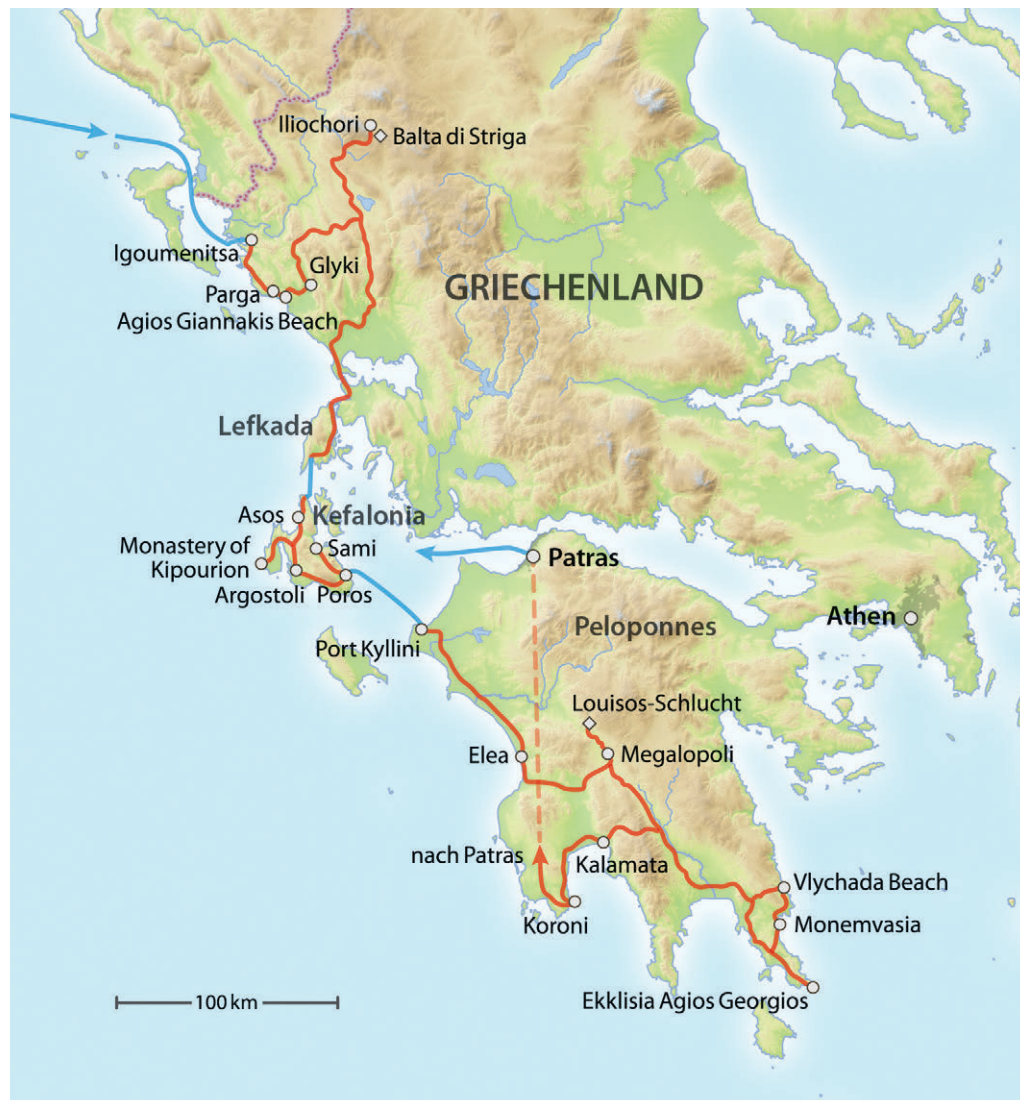 Iliochori
Balta di Striga
Igoumenitsa
Glyki
Parga
Agios Giannakis Beach
GRIECHENLAND
Lefkada
Asos
Kefalonia
Monastery of
Kipourion
Sami
Argostoli
Poros
Patras
Athen
Peloponnes
Port Kyllini
Louisos-Schlucht
Elea
Megalopoli
nach Patras
Kalamata
Vlychada Beach
Koroni
Monemvasia
Ekklisia Agios Georgios
100 km